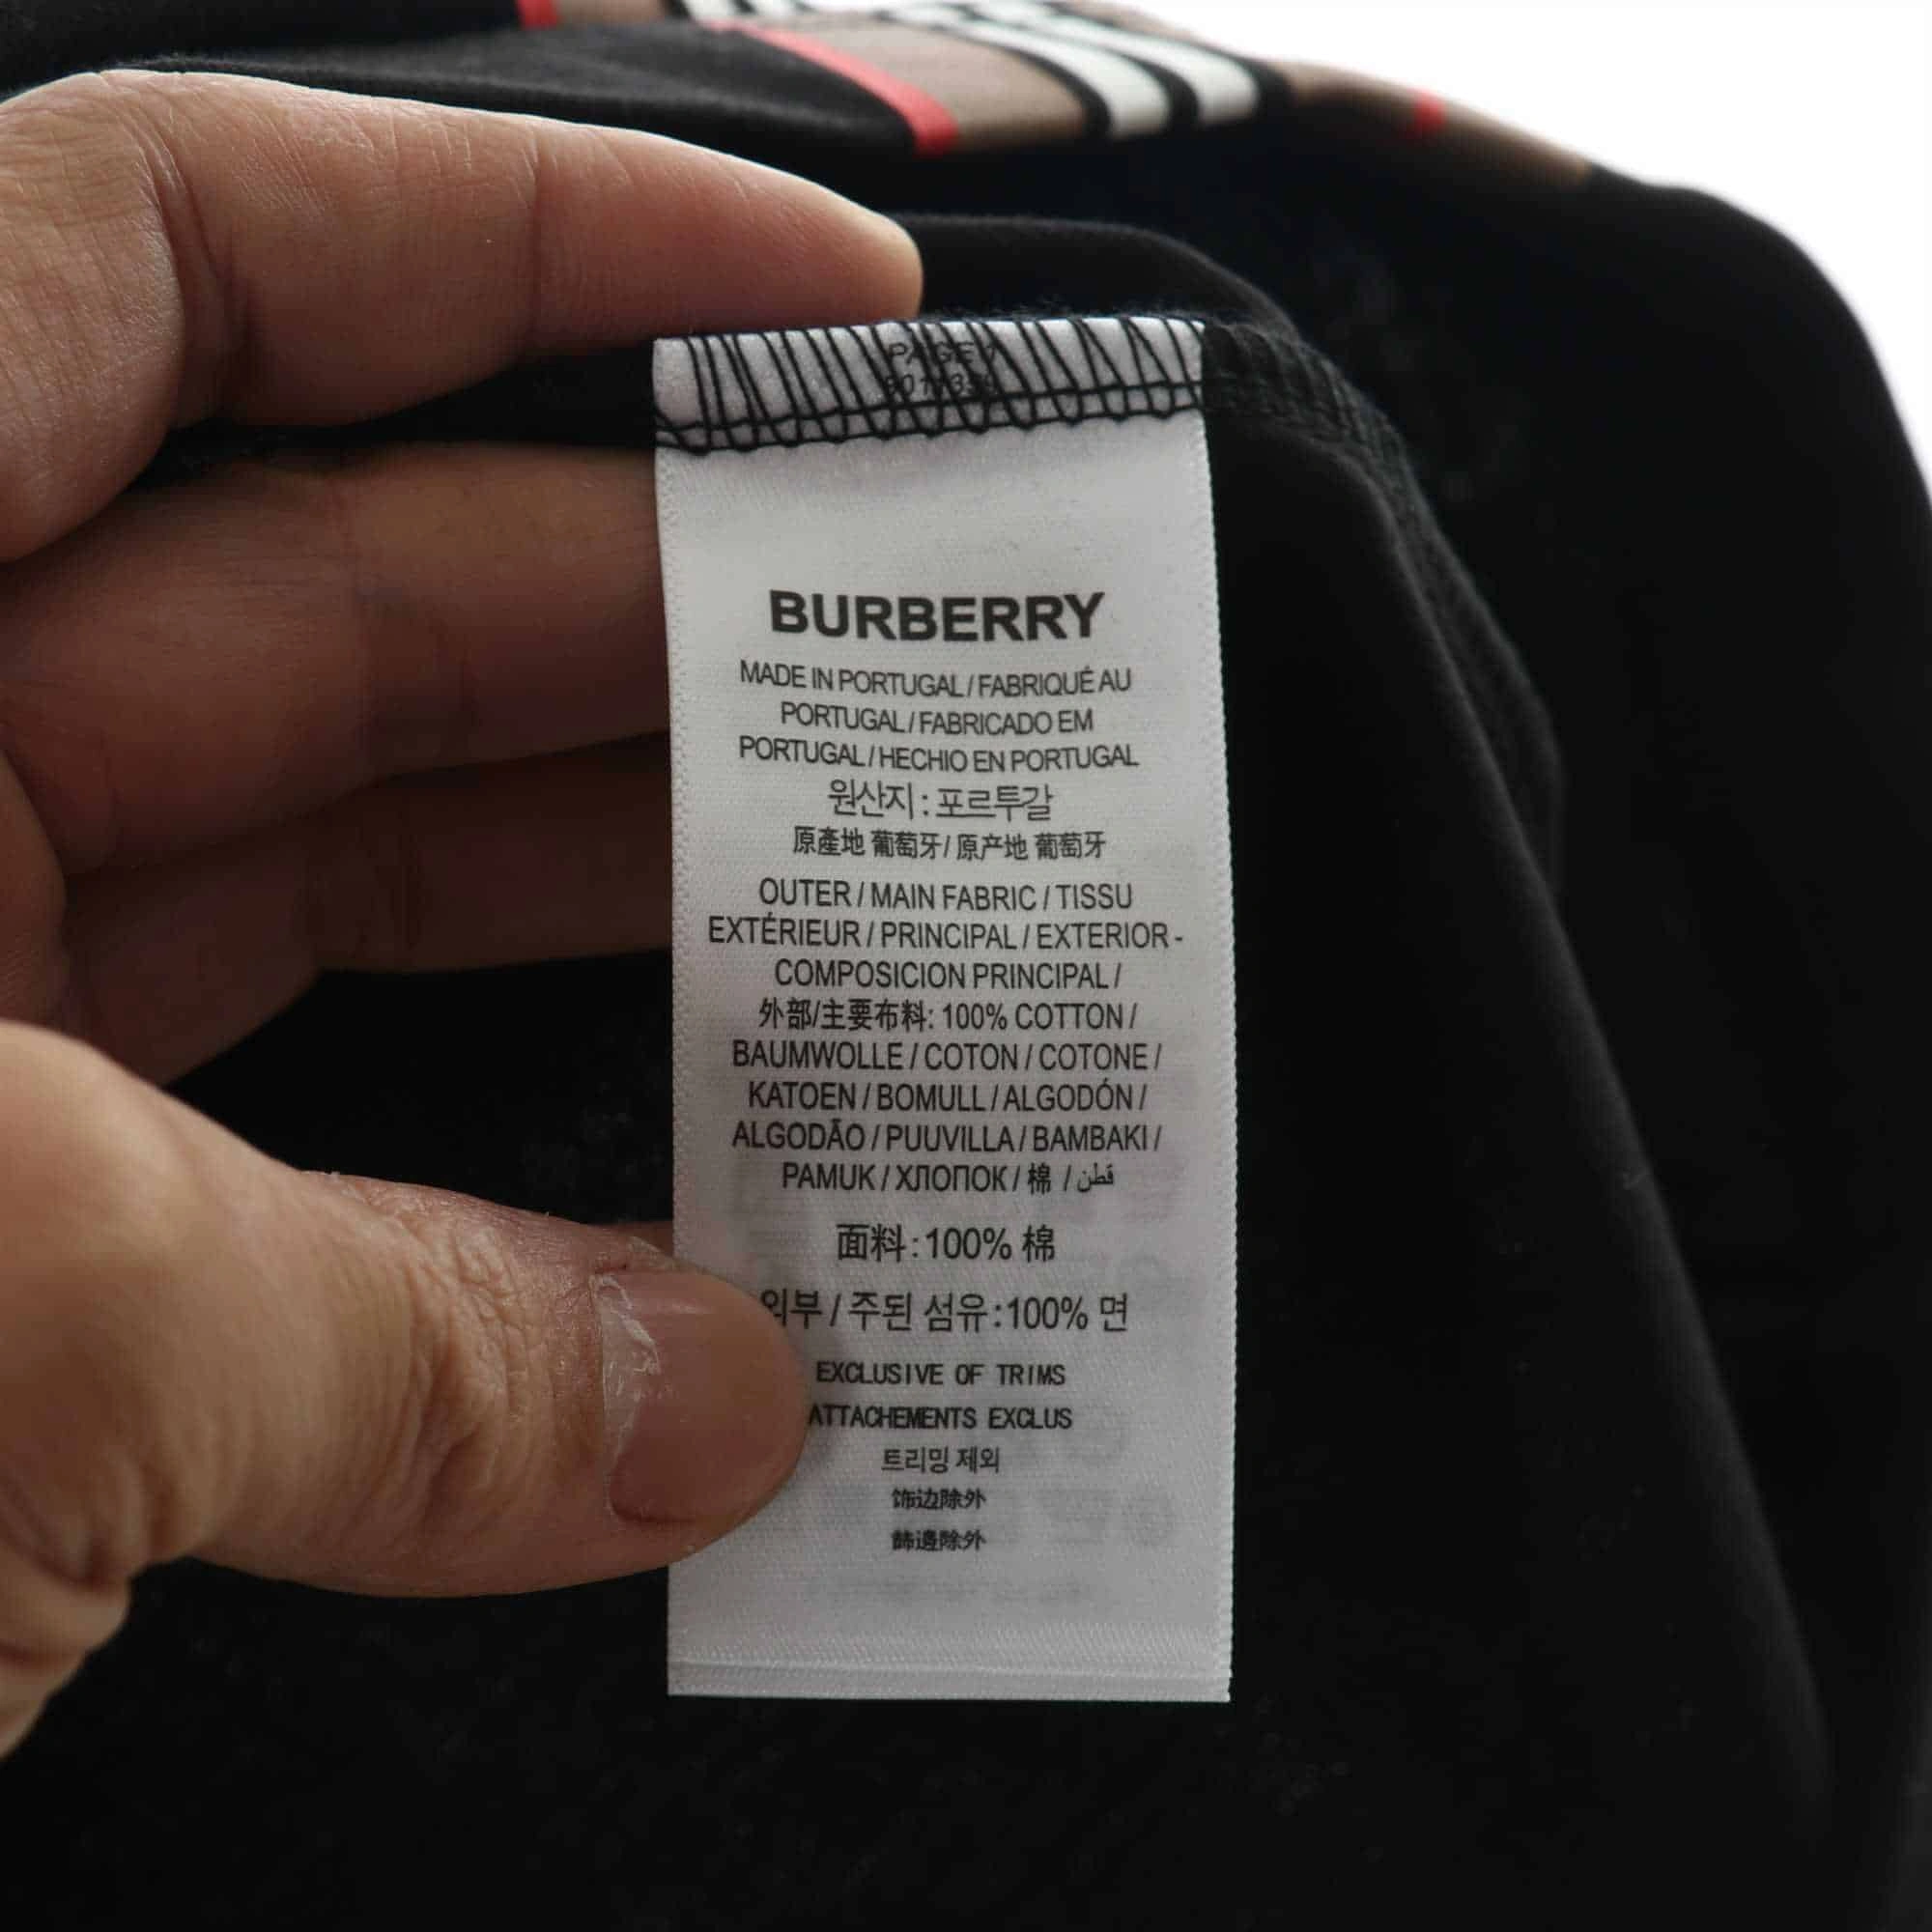 BURBERRY
MADE IN PORTUGAL / FABRIQUÉ AU
PORTUGAL / FABRICADO EM
PORTUGAL / HECHIO EN PORTUGAL
원산지 : 포르투갈
原產地 葡萄牙 / 原产地 葡萄牙
OUTER / MAIN FABRIC / TISSU
EXTÉRIEUR / PRINCIPAL / EXTERIOR -
COMPOSICION PRINCIPAL /
外部/主要布料: 100% COTTON /
BAUMWOLLE / COTON / COTONE /
KATOEN / BOMULL / ALGODÓN /
ALGODÃO / PUUVILLA / BAMBAKI /
PAMUK / ХЛОПОК / 棉 / قطن
面料 : 100% 棉
외부 / 주된 섬유 : 100% 면
EXCLUSIVE OF TRIMS
ATTACHEMENTS EXCLUS
트리밍 제외
饰边除外
飾邊除外